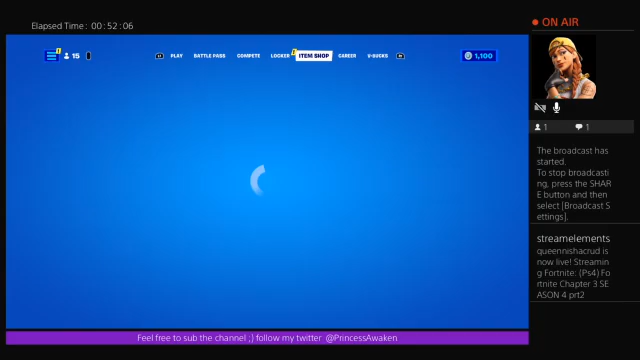 Elapsed Time : 00:52:06
ON AIR
15
PLAY
BATTLE PASS
COMPETE
LOCKER
ITEM SHOP
CAREER
V-BUCKS
1,100
1
1
The broadcast has
started.
To stop broadcasti
ng, press the SHAR
E button and then
select [Broadcast S
ettings].
streamelements
queennishacrud is
now live! Streamin
g Fortnite: (Ps4) Fo
rtnite Chapter 3 SE
ASON 4 prt2
Feel free to sub the channel ;) follow my twitter @PrincessAwaken